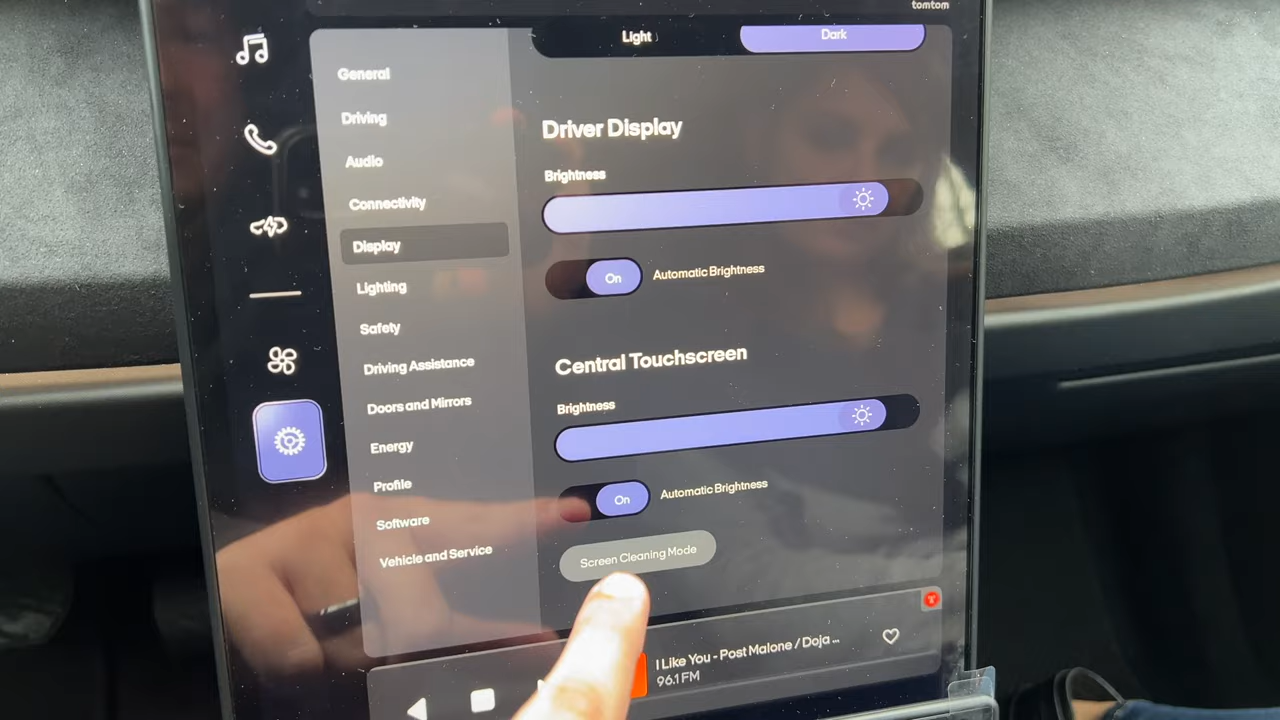 tomtom
Light
Dark
General
Driving
Audio
Connectivity
Display
Lighting
Safety
Driving Assistance
Doors and Mirrors
Energy
Profile
Software
Vehicle and Service
Driver Display
Brightness
On
Automatic Brightness
Central Touchscreen
Brightness
On
Automatic Brightness
Screen Cleaning Mode
I Like You - Post Malone / Doja ...
96.1 FM